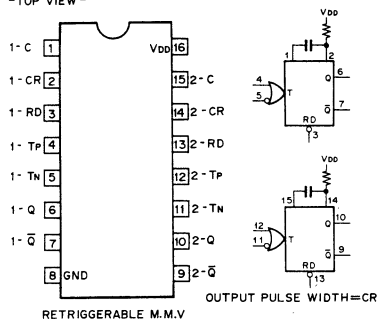 -TOP VIEW-
1-C 1
1-CR 2
1-RD 3
1-TP 4
1-TN 5
1-Q 6
1-Q̅ 7
8 GND
VDD 16
15 2-C
14 2-CR
13 2-RD
12 2-TP
11 2-TN
10 2-Q
9 2-Q̅
RETRIGGERABLE M.M.V
VDD
1 2
4 Q 6
5 T
Q̅ 7
RD
3
VDD
15 14
12 Q 10
11 T
Q̅ 9
RD
13
OUTPUT PULSE WIDTH=CR